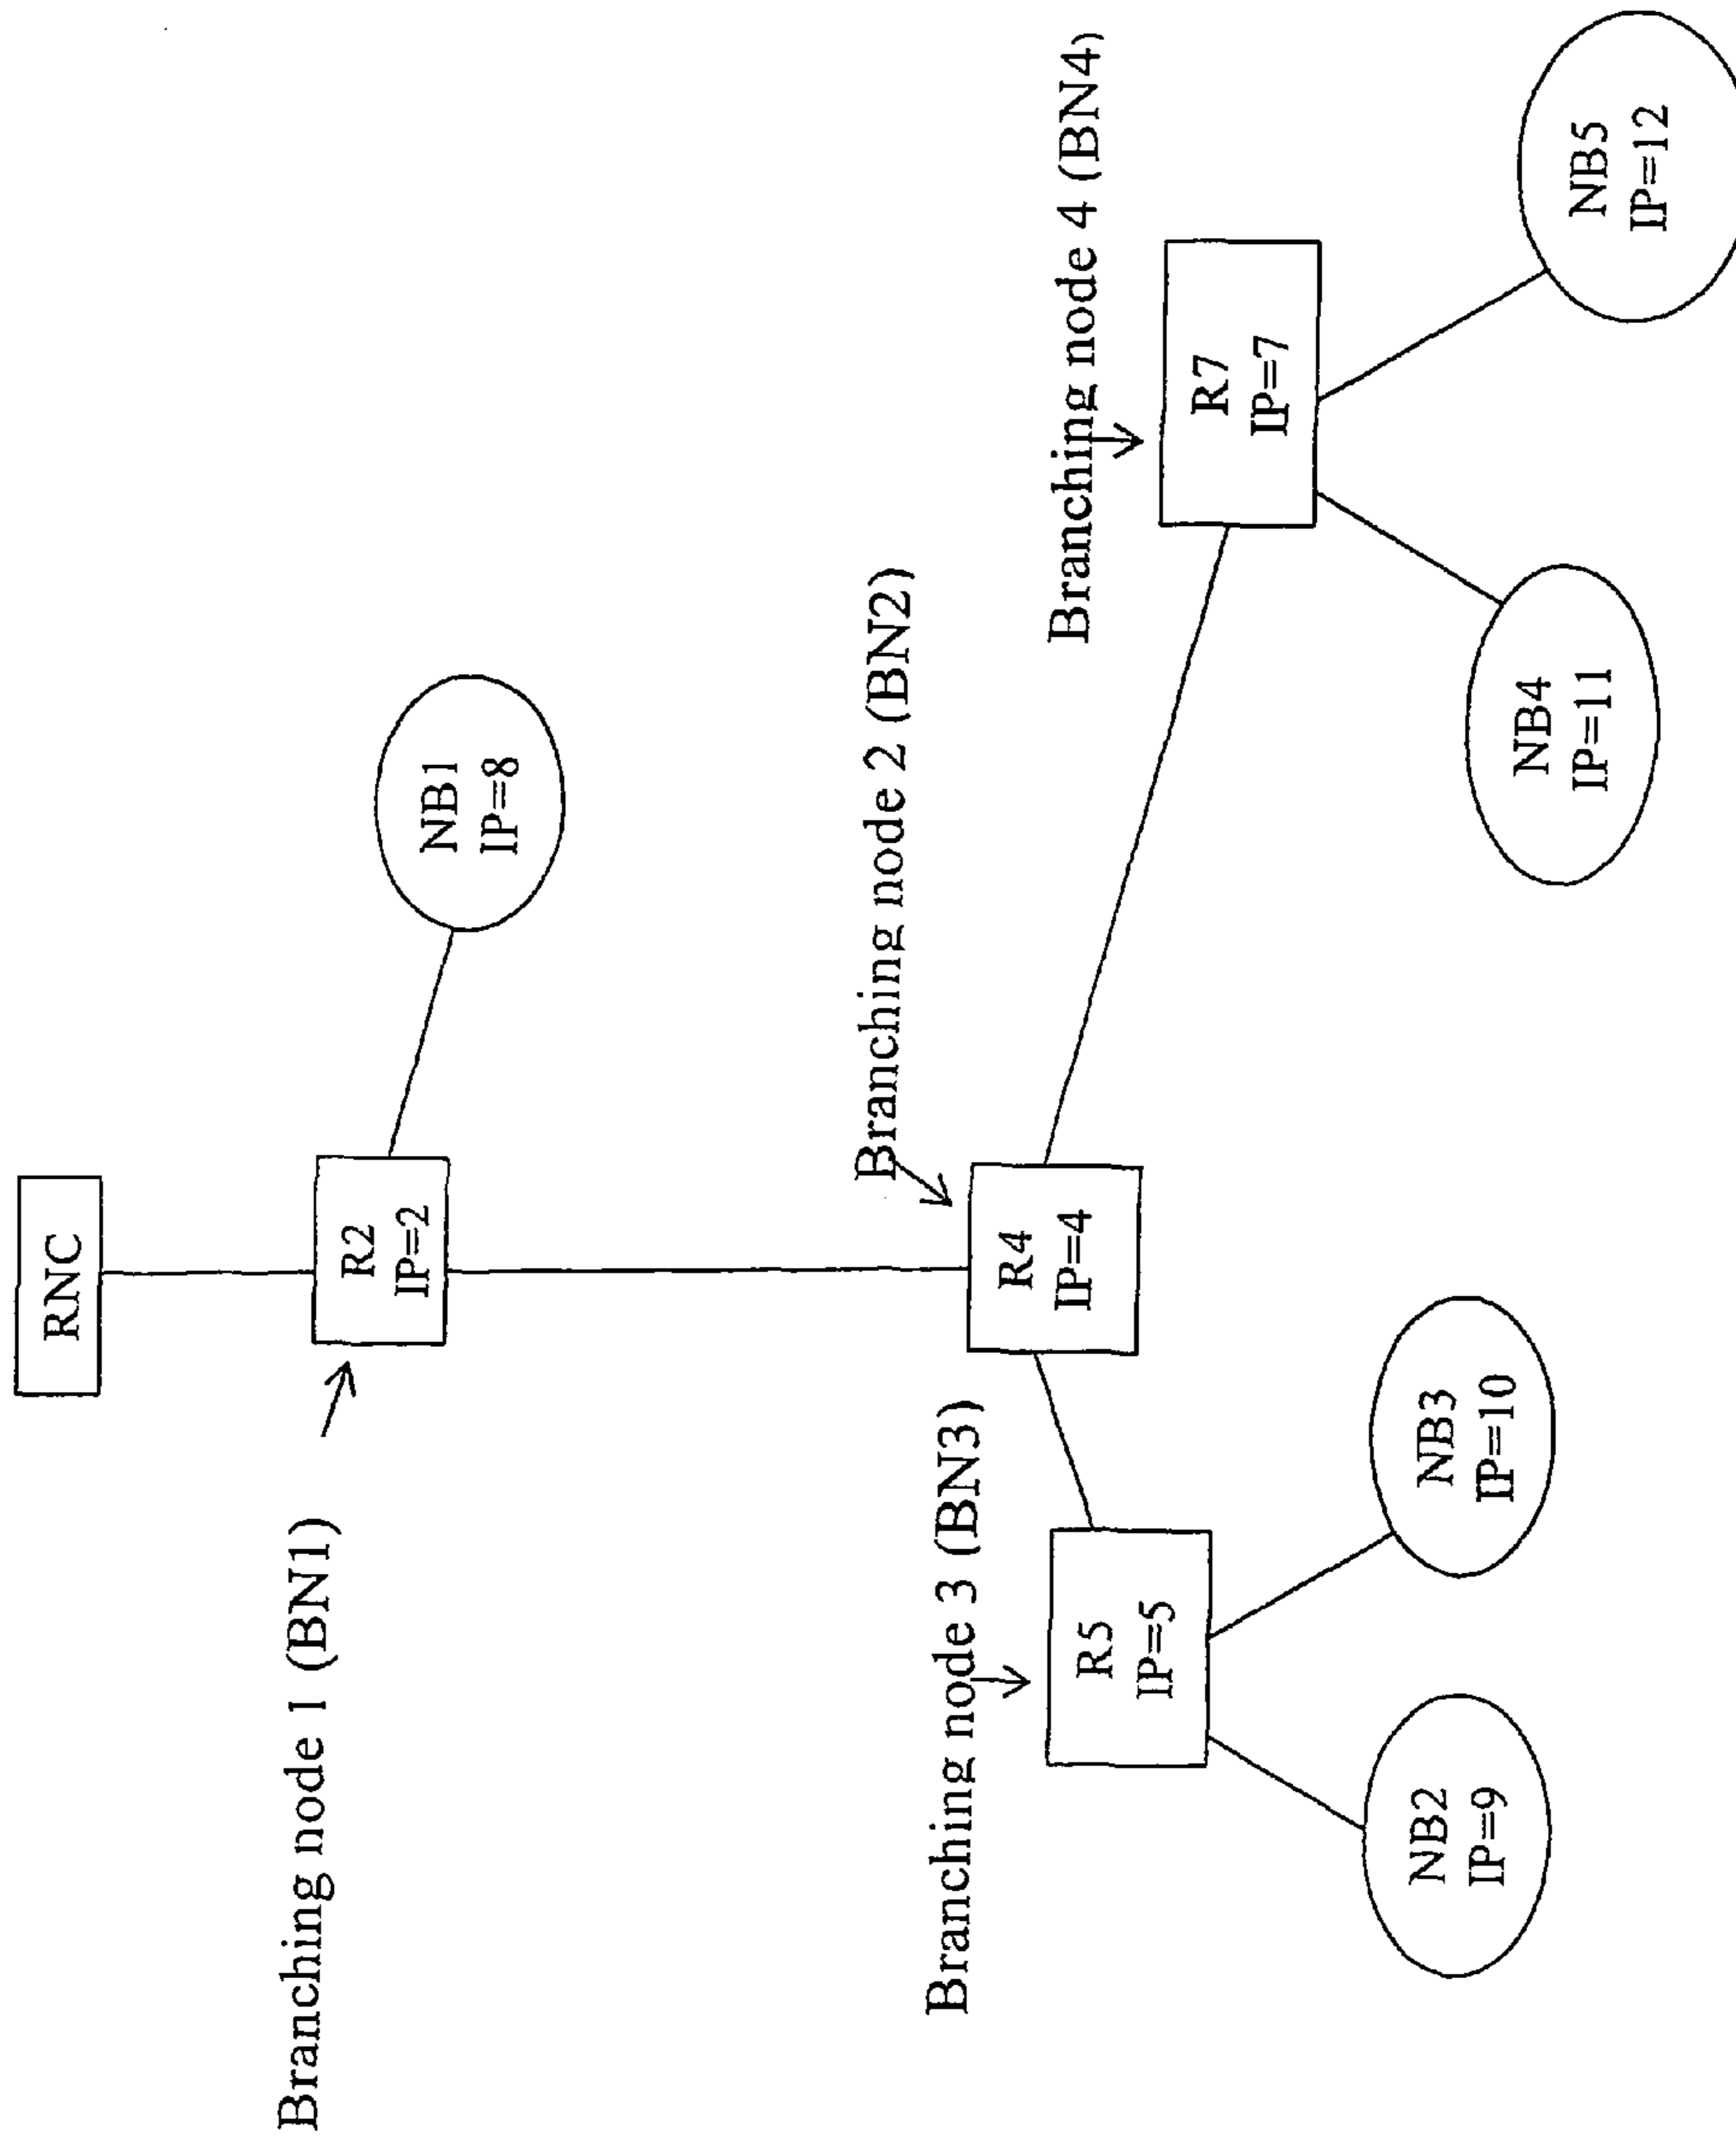 RNC
Branching node 1 (BN1)
R2
IP=2
NB1
IP=8
Branching node 2 (BN2)
R4
IP=4
Branching node 3 (BN3)
R5
IP=5
Branching node 4 (BN4)
R7
IP=7
NB2
IP=9
NB3
IP=10
NB4
IP=11
NB5
IP=12